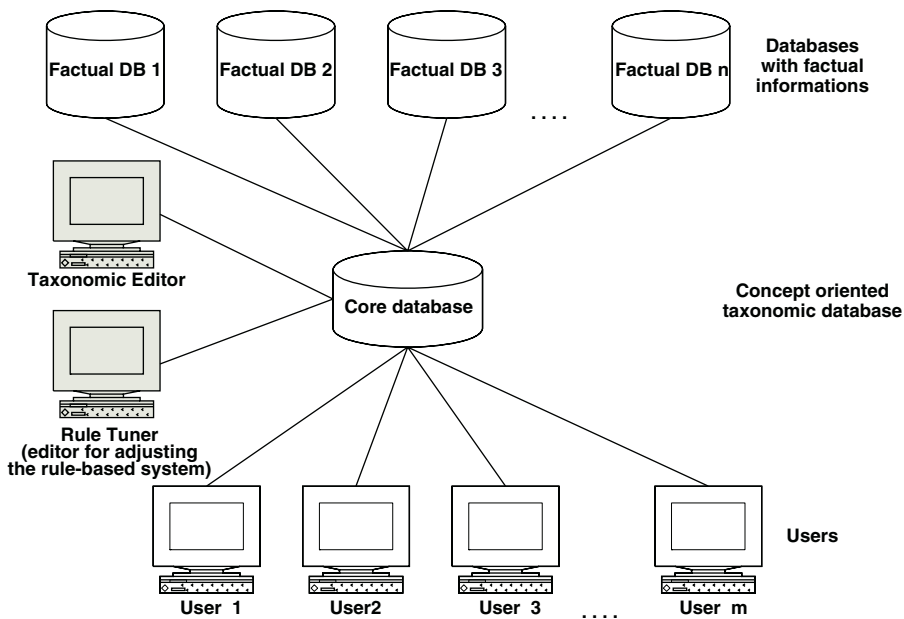 Factual DB 1
Factual DB 2
Factual DB 3
Factual DB n
. . . .
Databases
with factual
informations
Taxonomic Editor
Core database
Concept oriented
taxonomic database
Rule Tuner
(editor for adjusting
the rule-based system)
Users
User 1
User2
User 3
. . . .
User m